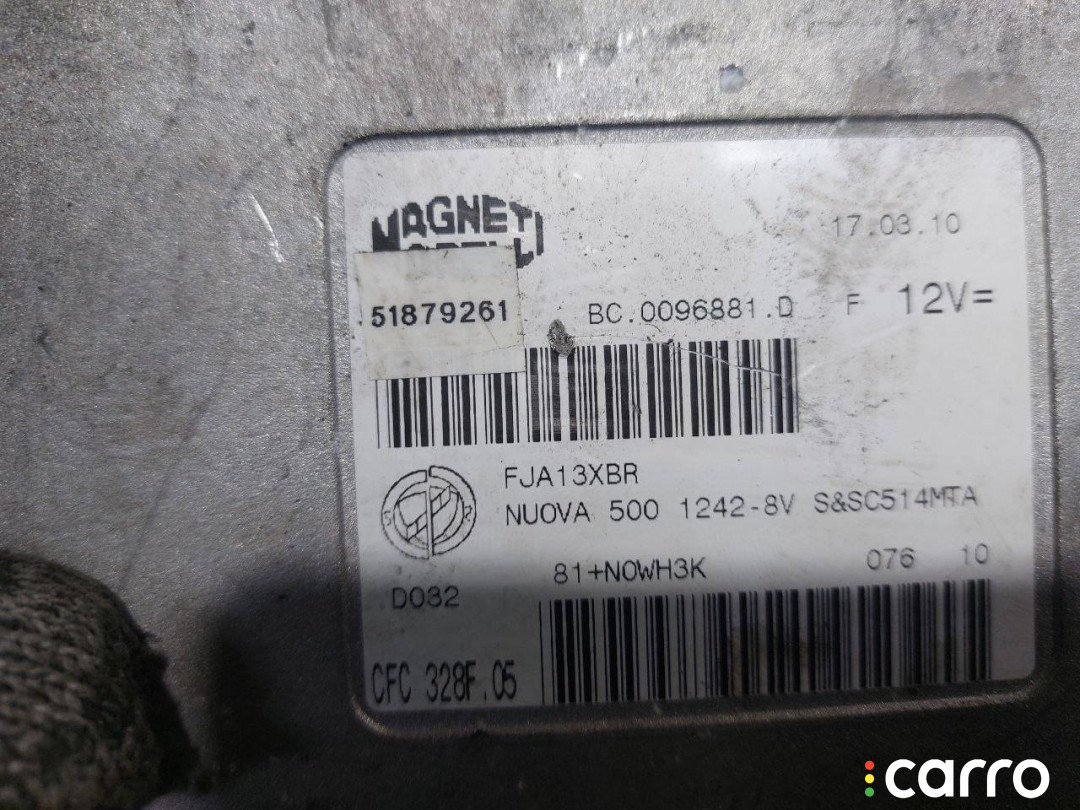 MAGNETI
17.03.10
51879261 BC.0096881.D F 12V=
FJA13XBR
NUOVA 500 1242-8V S&SC514MTA
81+N0WH3K 076 10
D032
CFC 328F.05
carro